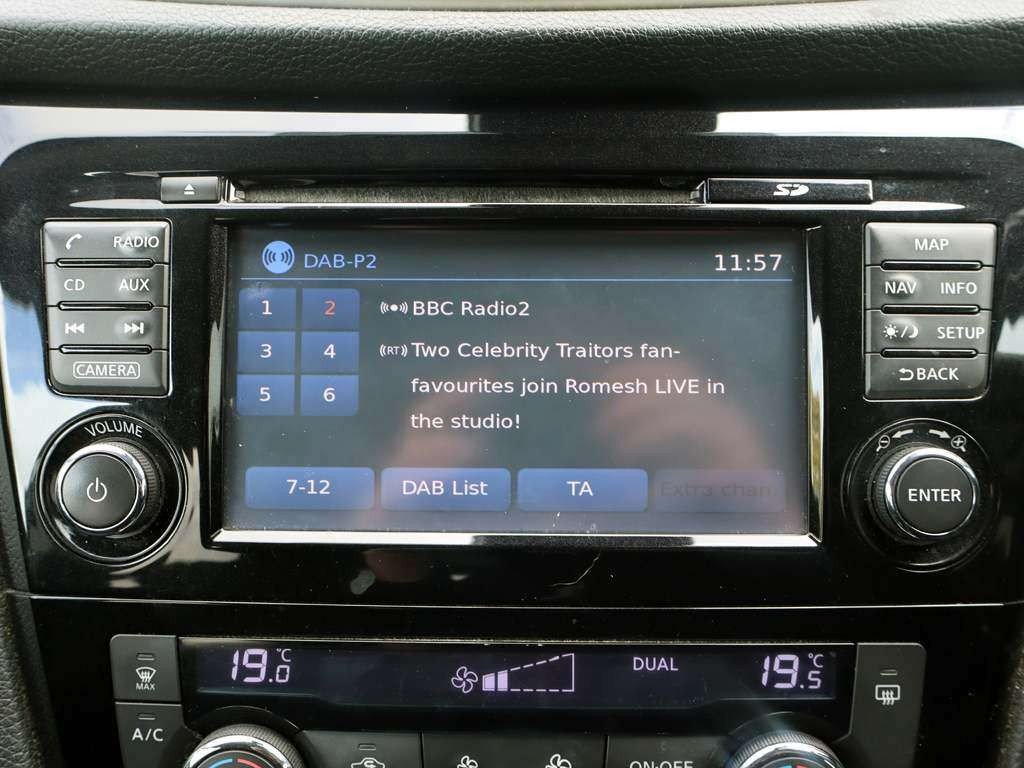 SD
RADIO
CD AUX
CAMERA
VOLUME
DAB-P2 11:57
1 2
3 4
5 6
BBC Radio2
(RT) Two Celebrity Traitors fan-
favourites join Romesh LIVE in
the studio!
7-12 DAB List TA Extra chan.
MAP
NAV INFO
SETUP
BACK
ENTER
MAX
A/C
19.0 °C
DUAL
19.5 °C
ON·OFF